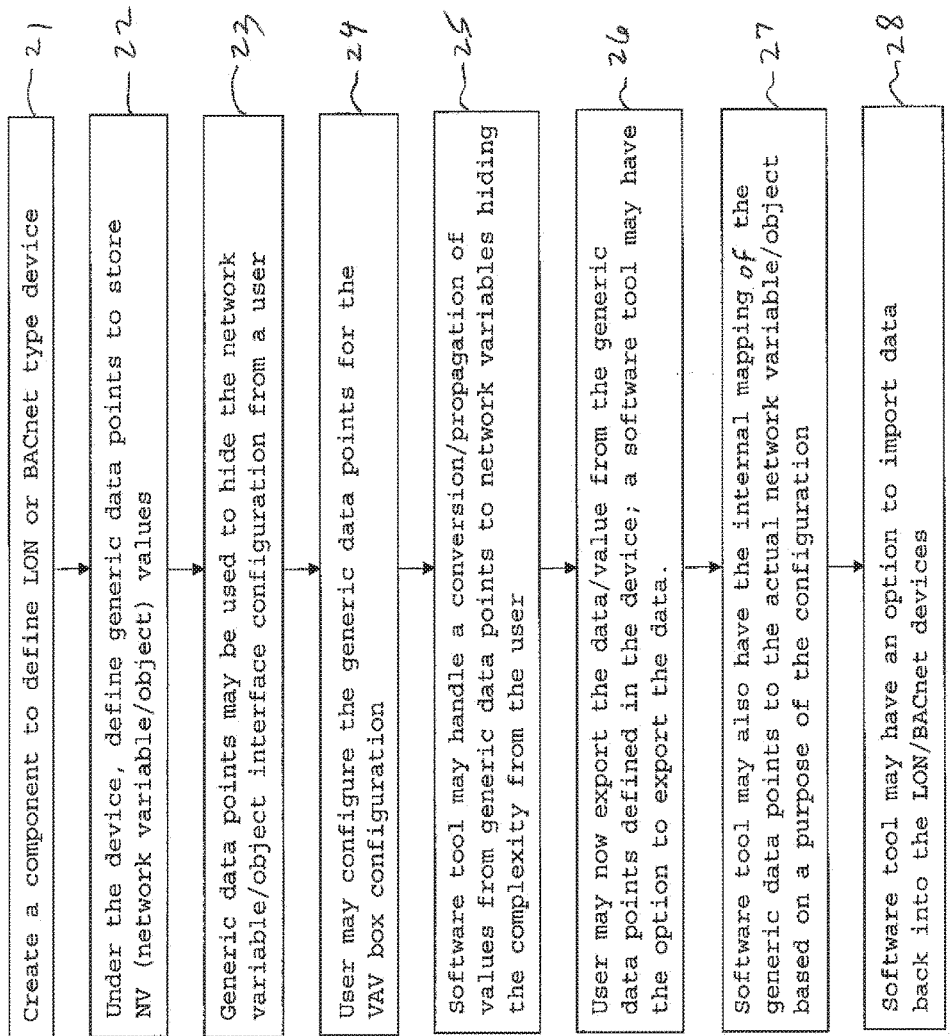 Create a component to define LON or BACnet type device
21
Under the device, define generic data points to store
NV (network variable/object) values
22
Generic data points may be used to hide the network
variable/object interface configuration from a user
23
User may configure the generic data points for the
VAV box configuration
24
Software tool may handle a conversion/propagation of
values from generic data points to network variables hiding
the complexity from the user
25
User may now export the data/value from the generic
data points defined in the device; a software tool may have
the option to export the data.
26
Software tool may also have the internal mapping of the
generic data points to the actual network variable/object
based on a purpose of the configuration
27
Software tool may have an option to import data
back into the LON/BACnet devices
28